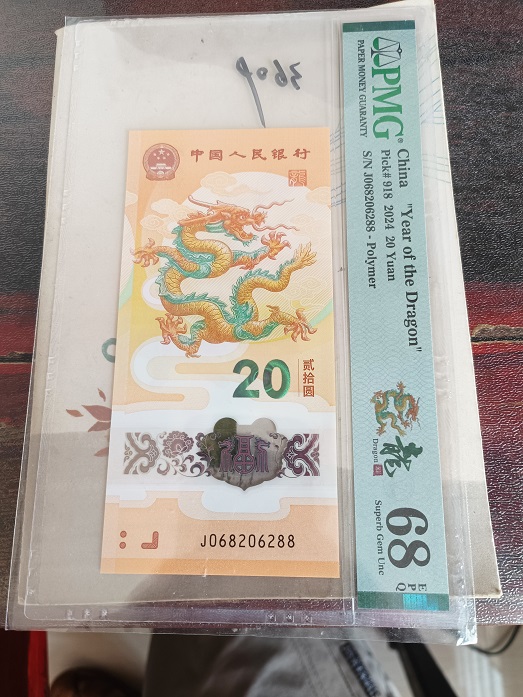 中国人民银行
20
贰拾圆
J068206288
PMG
PAPER MONEY GUARANTY
China "Year of the Dragon"
Pick# 918 2024 20 Yuan
S/N J068206288 - Polymer
龍
Dragon
68
EPQ
Superb Gem Unc